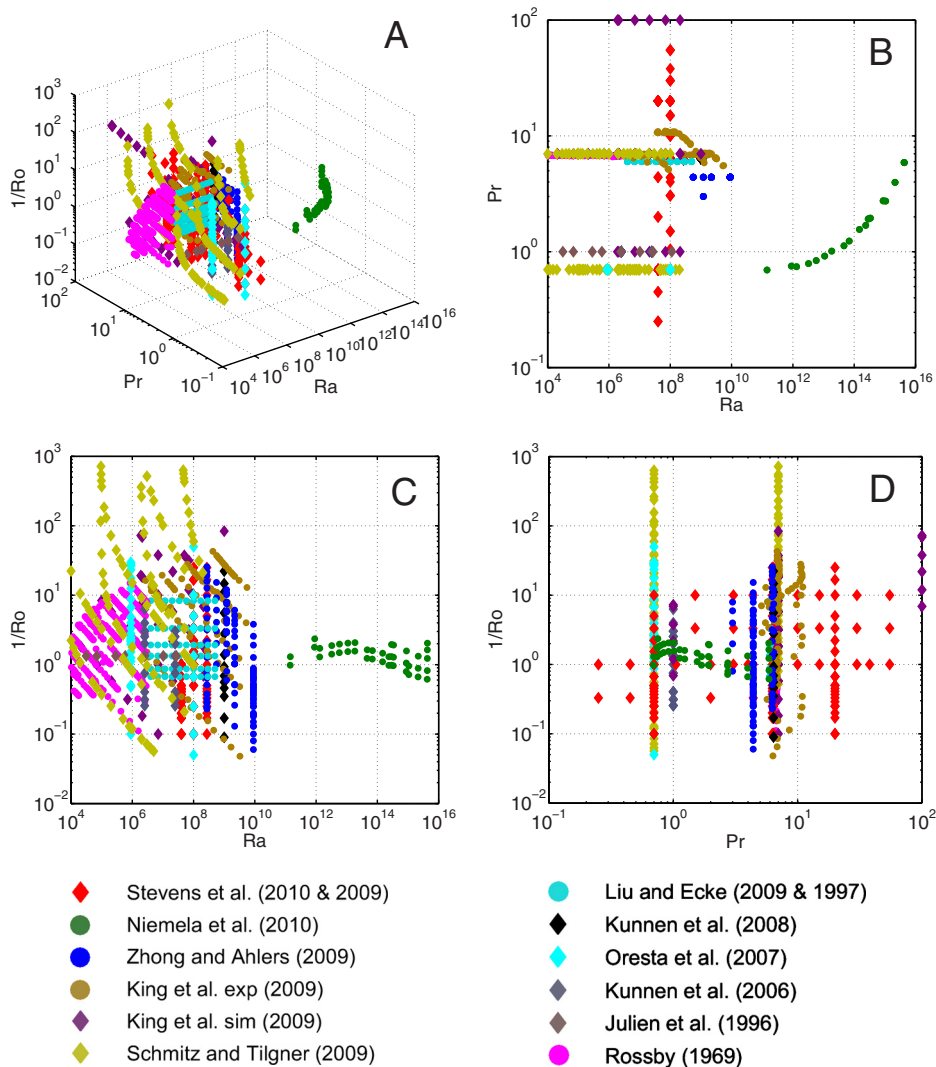 A
10^3
10^2
10^1
10^0
10^-1
10^-2
1/Ro
10^2
10^1
10^0
10^-1
Pr
10^4 10^6 10^8 10^10 10^12 10^14 10^16
Ra
B
10^2
10^1
10^0
10^-1
Pr
10^4 10^6 10^8 10^10 10^12 10^14 10^16
Ra
C
10^3
10^2
10^1
10^0
10^-1
10^-2
1/Ro
10^4 10^6 10^8 10^10 10^12 10^14 10^16
Ra
D
10^3
10^2
10^1
10^0
10^-1
10^-2
1/Ro
10^-1 10^0 10^1 10^2
Pr
Stevens et al. (2010 & 2009)
Niemela et al. (2010)
Zhong and Ahlers (2009)
King et al. exp (2009)
King et al. sim (2009)
Schmitz and Tilgner (2009)
Liu and Ecke (2009 & 1997)
Kunnen et al. (2008)
Oresta et al. (2007)
Kunnen et al. (2006)
Julien et al. (1996)
Rossby (1969)